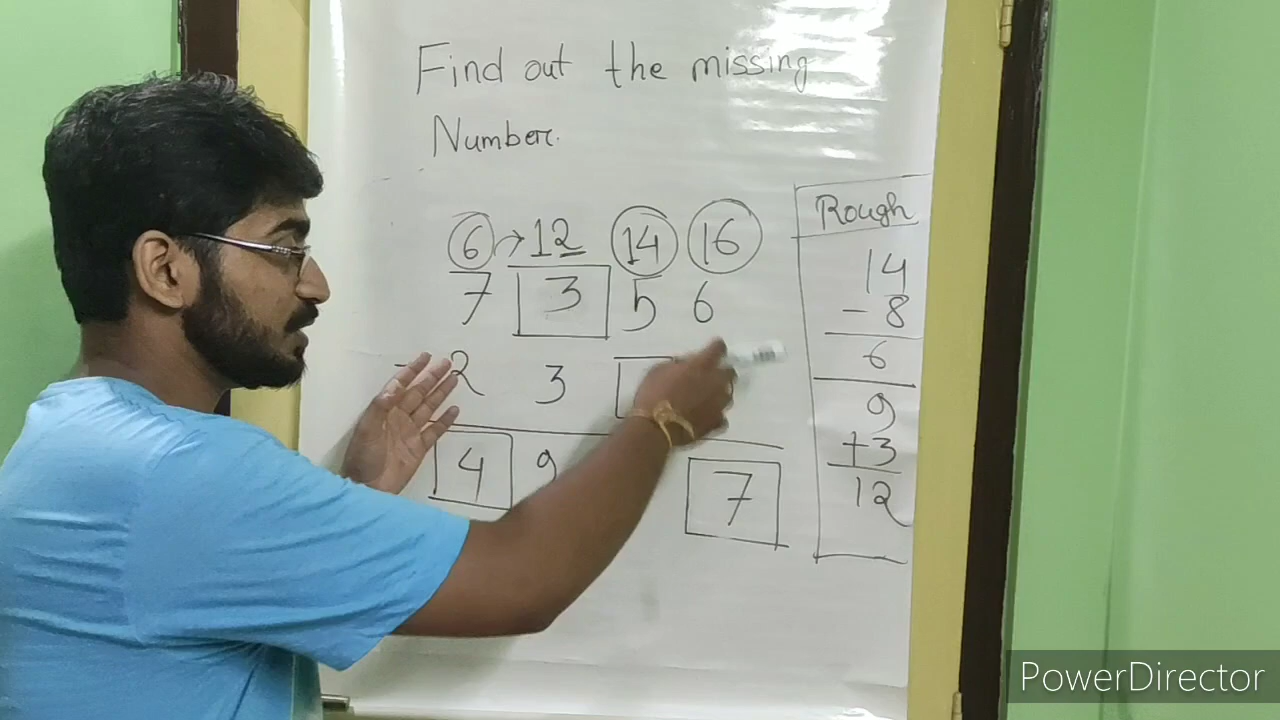 Find out the missing
Number.
6 → 12 14 16
7 3 5 6
- 2 3
4 9 7
Rough
14
- 8
6
9
+3
12
PowerDirector